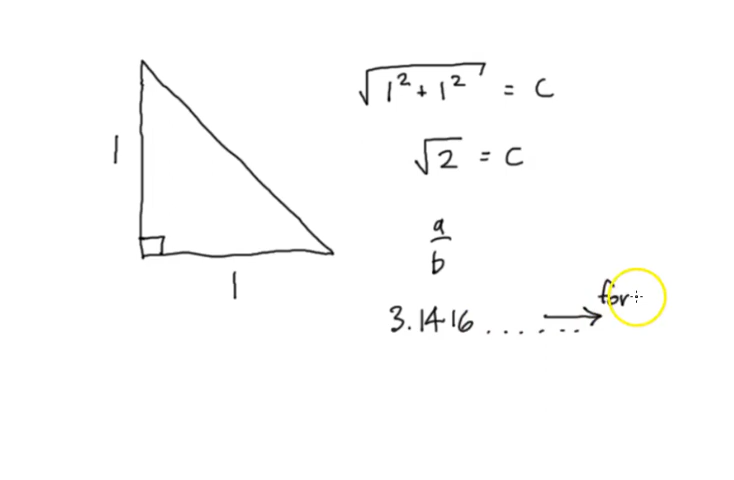 √1² + 1² = C
1
√2 = C
a
b
1
for
3.1416 . . . . . . →